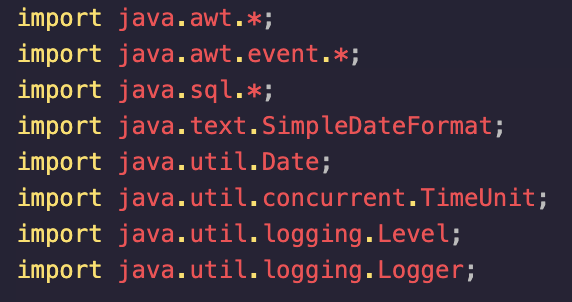 import java.awt.*;
import java.awt.event.*;
import java.sql.*;
import java.text.SimpleDateFormat;
import java.util.Date;
import java.util.concurrent.TimeUnit;
import java.util.logging.Level;
import java.util.logging.Logger;